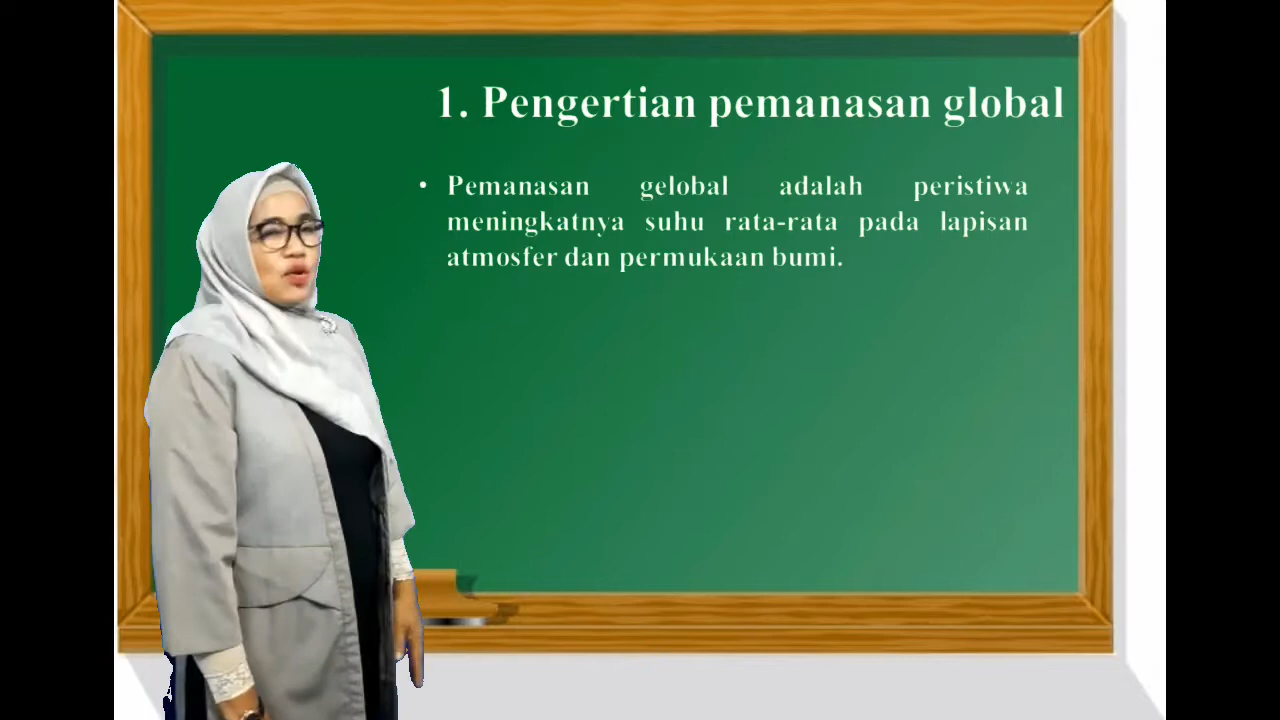 1. Pengertian pemanasan global
• Pemanasan gelobal adalah peristiwa
meningkatnya suhu rata-rata pada lapisan
atmosfer dan permukaan bumi.